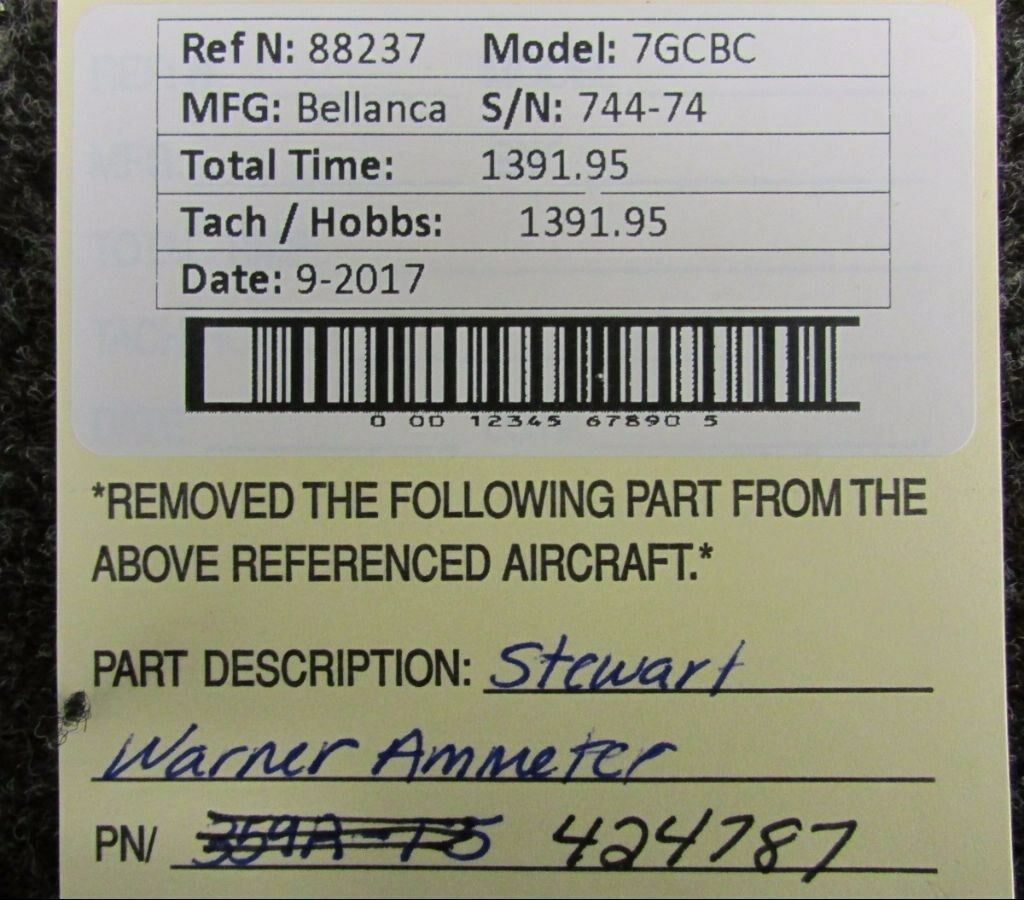 Ref N: 88237 Model: 7GCBC
MFG: Bellanca S/N: 744-74
Total Time: 1391.95
Tach / Hobbs: 1391.95
Date: 9-2017
0 00 12345 67890 5
*REMOVED THE FOLLOWING PART FROM THE
ABOVE REFERENCED AIRCRAFT.*
PART DESCRIPTION: Stewart
Warner Ammeter
PN/ 424787